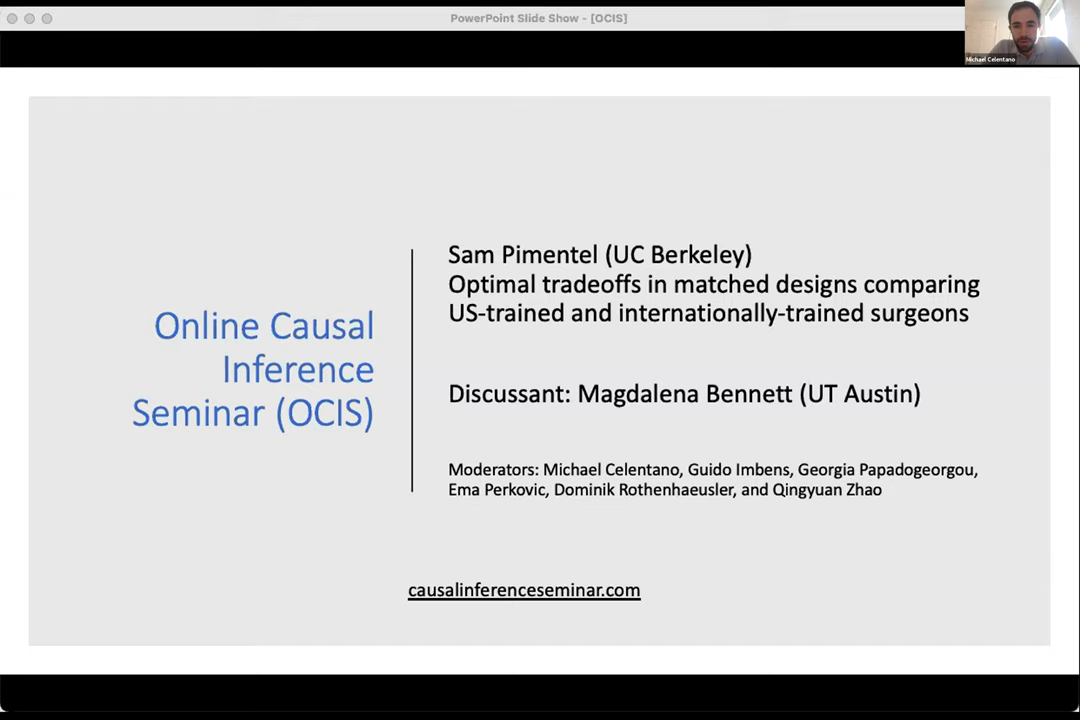 PowerPoint Slide Show - [OCIS]
Michael Celentano
Online Causal
Inference
Seminar (OCIS)
Sam Pimentel (UC Berkeley)
Optimal tradeoffs in matched designs comparing
US-trained and internationally-trained surgeons
Discussant: Magdalena Bennett (UT Austin)
Moderators: Michael Celentano, Guido Imbens, Georgia Papadogeorgou,
Ema Perkovic, Dominik Rothenhaeusler, and Qingyuan Zhao
causalinferenceseminar.com